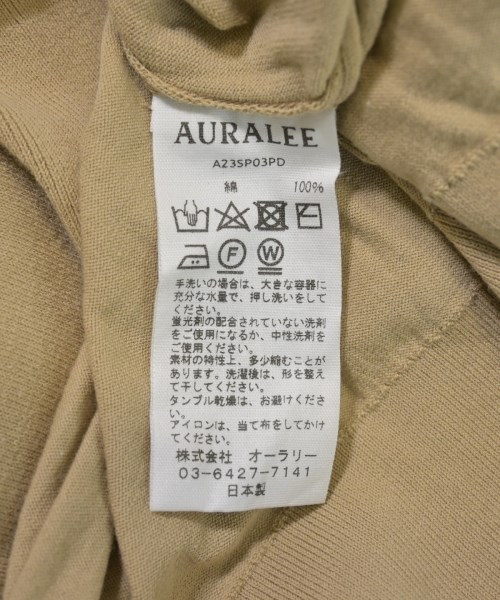 AURALEE
A23SP03PD
綿 100%
F W
手洗いの場合は、大きな容器に
充分な水量で、押し洗いをして
ください。
蛍光剤の配合されていない洗剤
をご使用になるか、中性洗剤を
ご使用ください。
素材の特性上、多少縮むことが
あります。洗濯後は、形を整え
て干してください。
タンブル乾燥は、お避けくださ
い。
アイロンは、当て布をしてかけ
てください。
株式会社 オーラリー
03-6427-7141
日本製